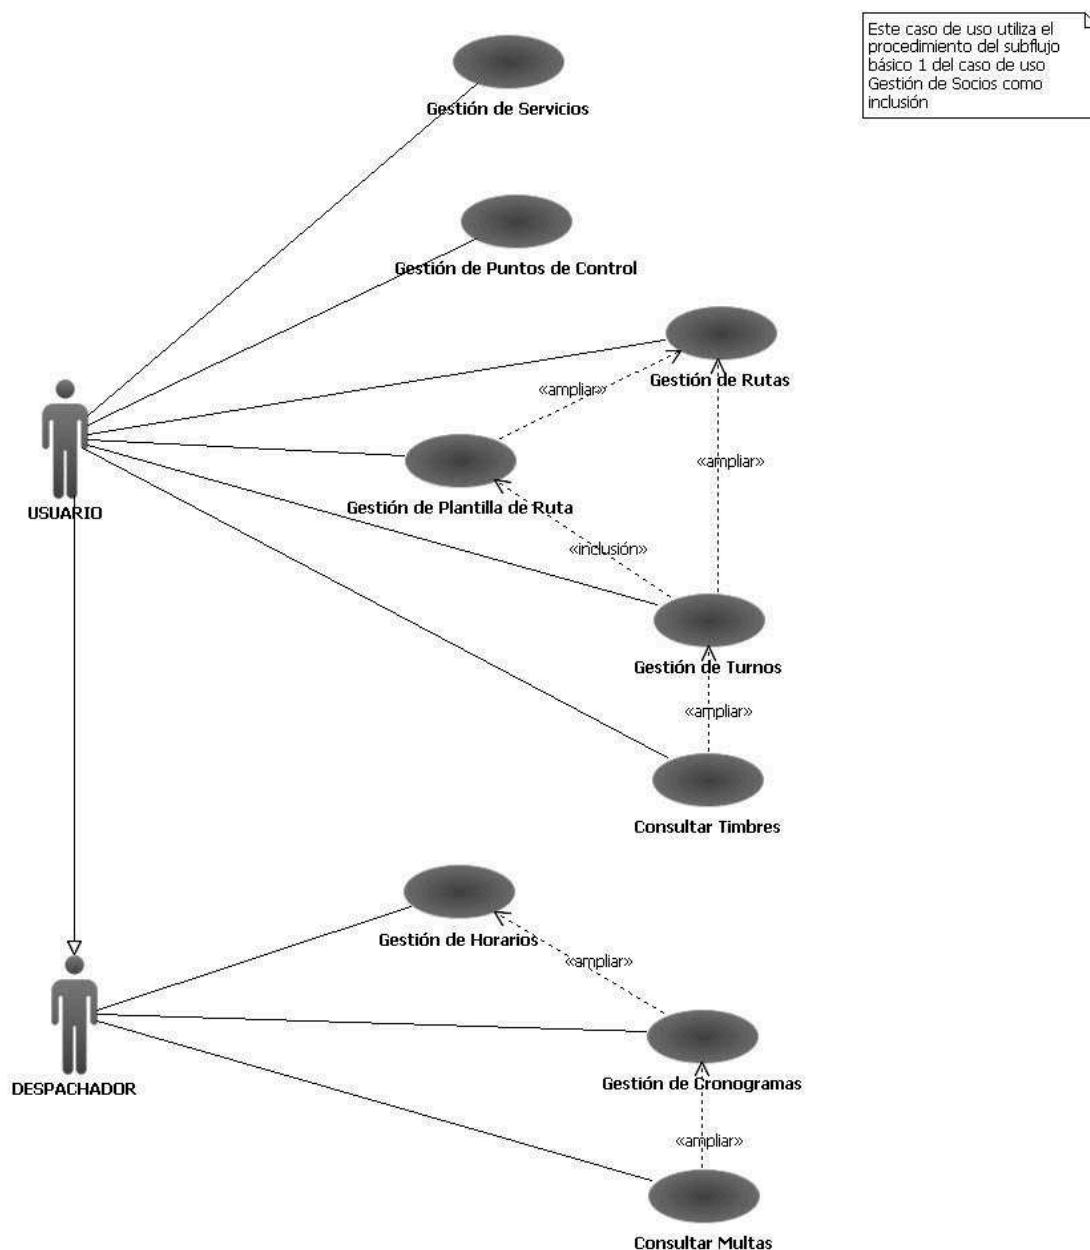 Este caso de uso utiliza el
procedimiento del subflujo
básico 1 del caso de uso
Gestión de Socios como
inclusión
Gestión de Servicios
Gestión de Puntos de Control
Gestión de Rutas
«ampliar»
«ampliar»
Gestión de Plantilla de Ruta
USUARIO
«inclusión»
Gestión de Turnos
«ampliar»
Consultar Timbres
Gestión de Horarios
«ampliar»
Gestión de Cronogramas
DESPACHADOR
«ampliar»
Consultar Multas